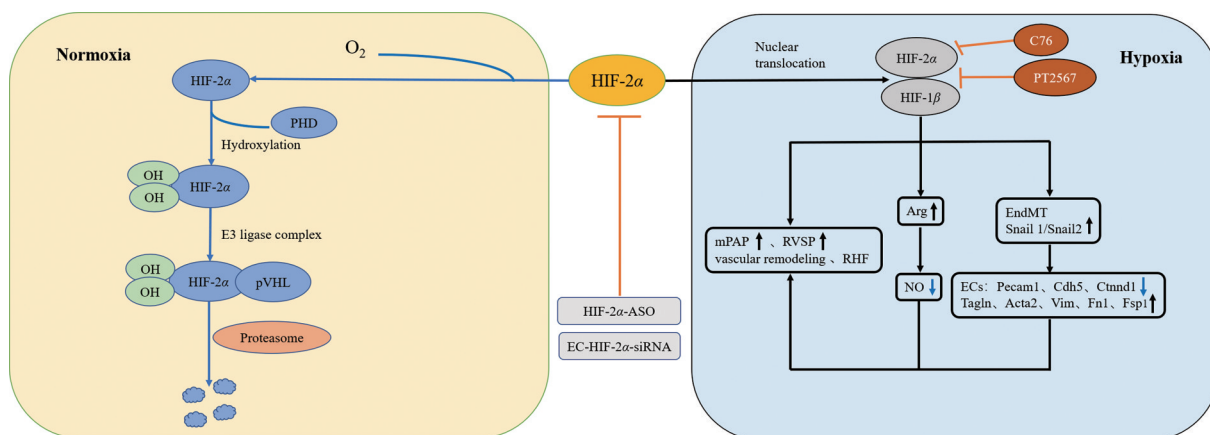 Normoxia
O2
HIF-2α
PHD
Hydroxylation
OH
OH
HIF-2α
E3 ligase complex
OH
OH
HIF-2α
pVHL
Proteasome
HIF-2α
HIF-2α-ASO
EC-HIF-2α-siRNA
Nuclear
translocation
Hypoxia
HIF-2α
HIF-1β
C76
PT2567
mPAP 、RVSP
vascular remodeling 、RHF
Arg
NO
EndMT
Snail 1/Snail2
ECs: Pecam1、Cdh5、Ctnnd1
Tagln、Acta2、Vim、Fn1、Fsp1